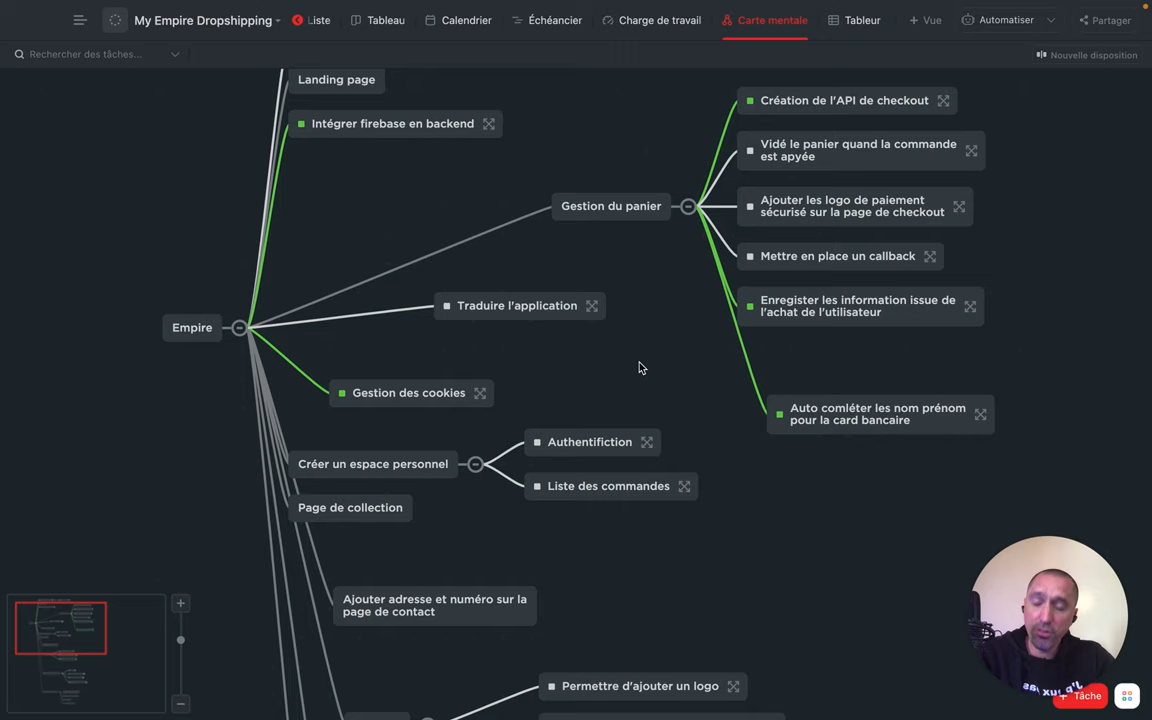 My Empire Dropshipping
Liste
Tableau
Calendrier
Échéancier
Charge de travail
Carte mentale
Tableur
+ Vue
Automatiser
Partager
Rechercher des tâches...
Nouvelle disposition
Landing page
Intégrer firebase en backend
Création de l'API de checkout
Vidé le panier quand la commande
est apyée
Gestion du panier
Ajouter les logo de paiement
sécurisé sur la page de checkout
Mettre en place un callback
Traduire l'application
Enregister les information issue de
l'achat de l'utilisateur
Empire
Gestion des cookies
Auto comléter les nom prénom
pour la card bancaire
Authentifiction
Créer un espace personnel
Liste des commandes
Page de collection
Ajouter adresse et numéro sur la
page de contact
Permettre d'ajouter un logo
+ Tâche